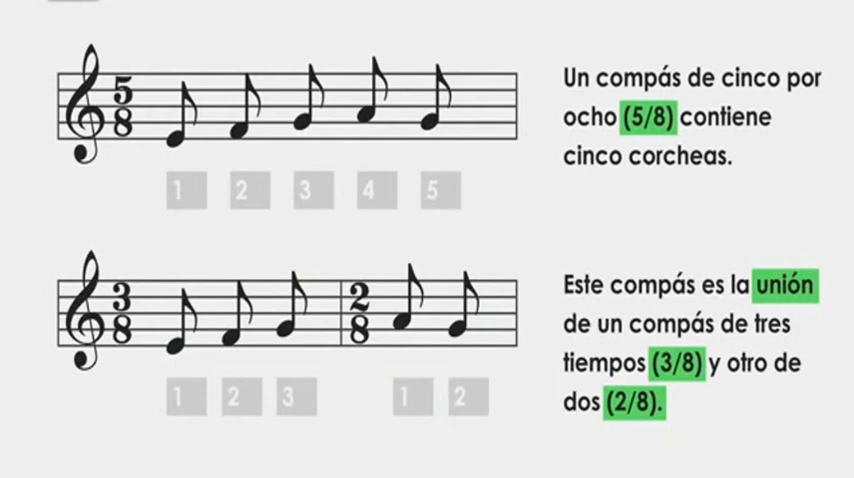 5
8
Un compás de cinco por
ocho (5/8) contiene
cinco corcheas.
1 2 3 4 5
3
8
2
8
Este compás es la unión
de un compás de tres
tiempos (3/8) y otro de
dos (2/8).
1 2 3 1 2